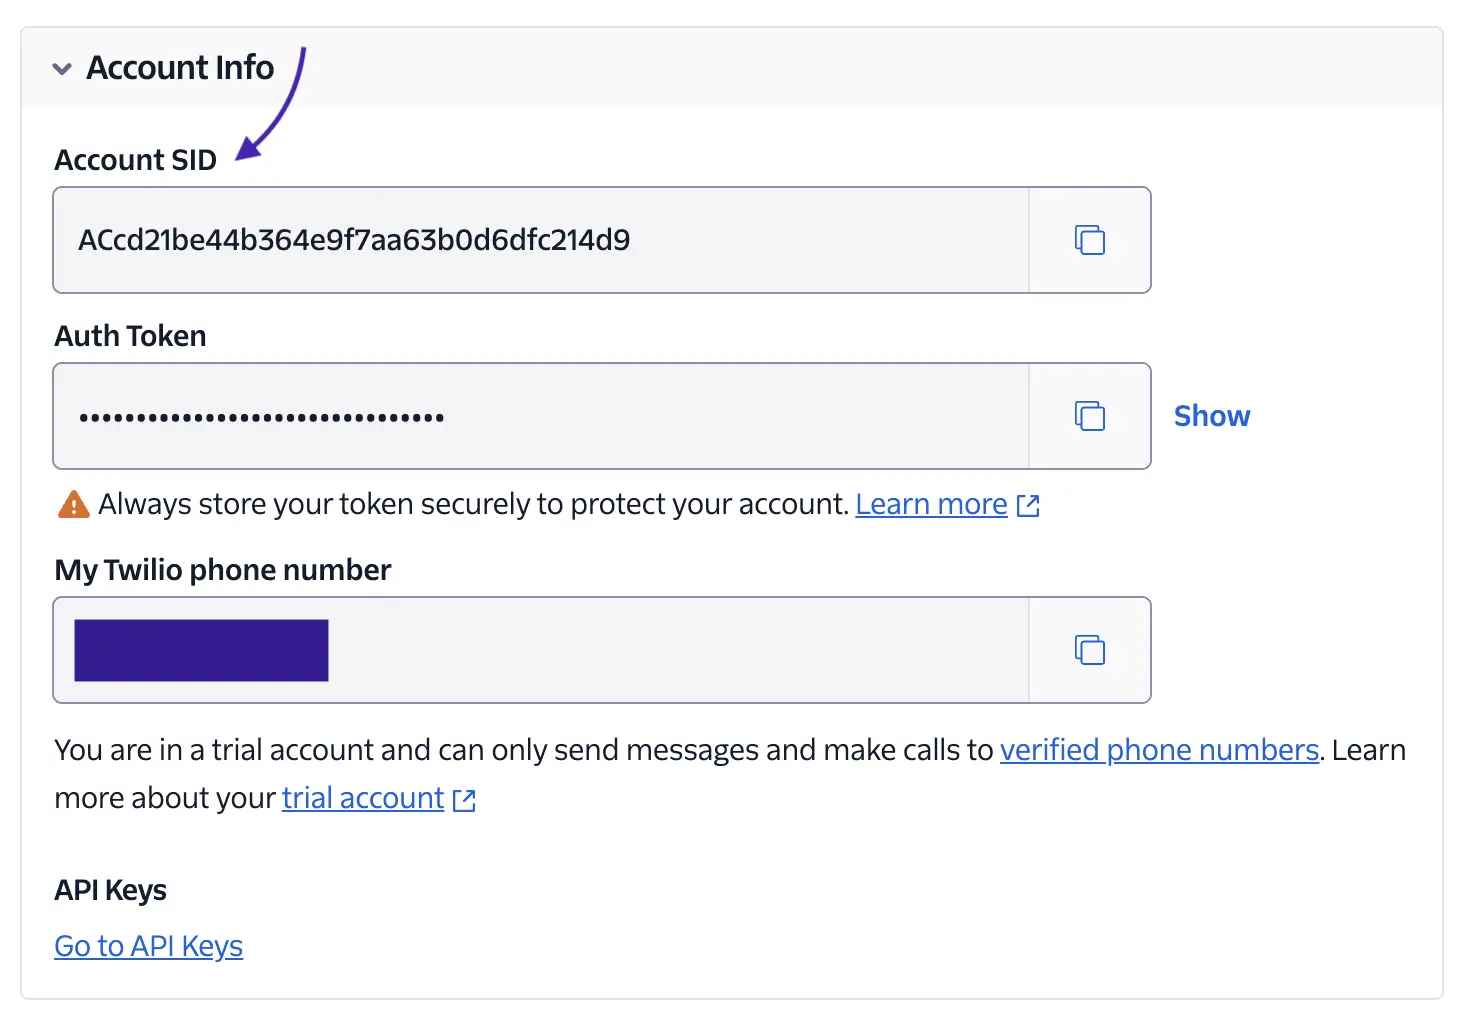 Account Info
Account SID
ACcd21be44b364e9f7aa63b0d6dfc214d9
Auth Token
••••••••••••••••••••••••••••••••
Show
Always store your token securely to protect your account. Learn more
My Twilio phone number
You are in a trial account and can only send messages and make calls to verified phone numbers. Learn
more about your trial account
API Keys
Go to API Keys